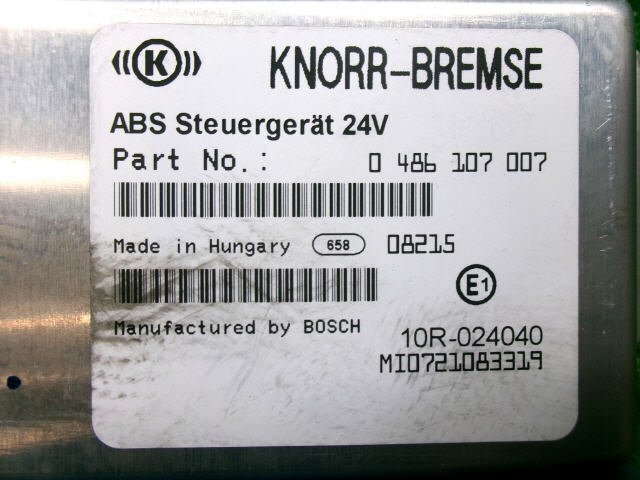 ((K)) KNORR-BREMSE
ABS Steuergerät 24V
Part No.: 0 486 107 007
Made in Hungary 658 08215
E1
Manufactured by BOSCH
10R-024040
MI0721083319